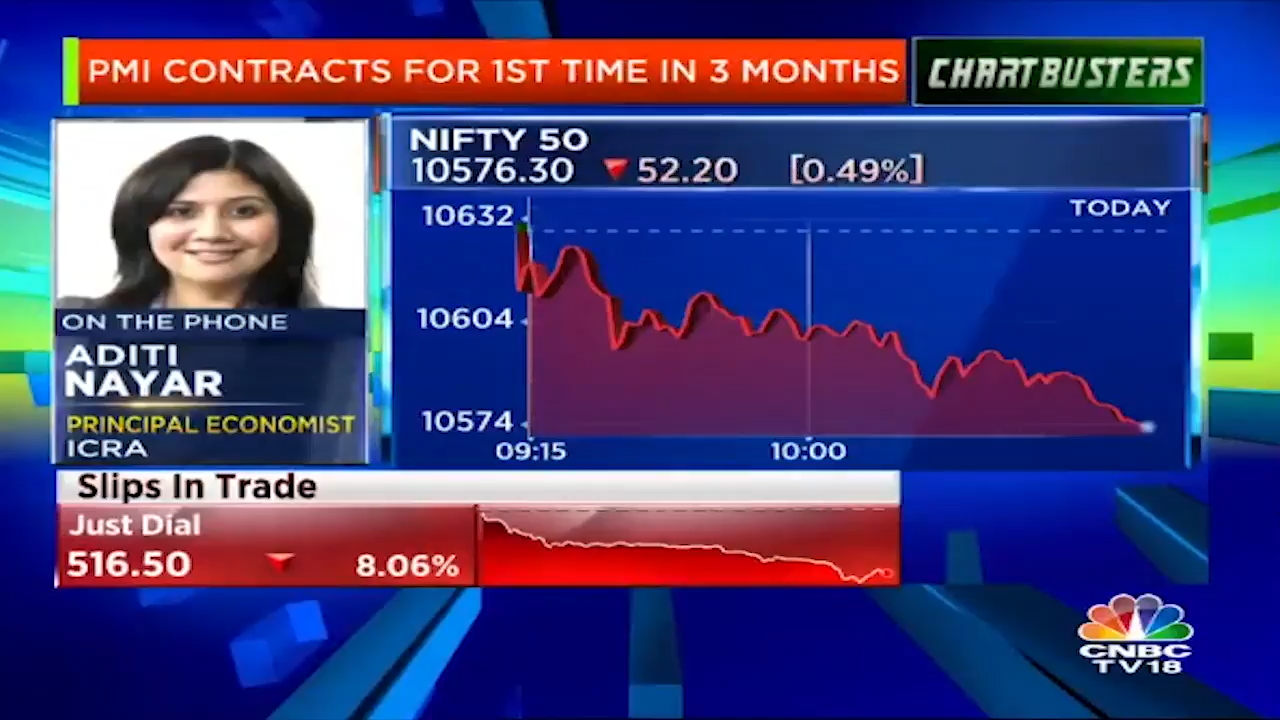 PMI CONTRACTS FOR 1ST TIME IN 3 MONTHS
CHARTBUSTERS
NIFTY 50
10576.30 ▼ 52.20 [0.49%]
TODAY
10632
10604
10574
09:15 10:00
ON THE PHONE
ADITI
NAYAR
PRINCIPAL ECONOMIST
ICRA
Slips In Trade
Just Dial
516.50 ▼ 8.06%
CNBC
TV18